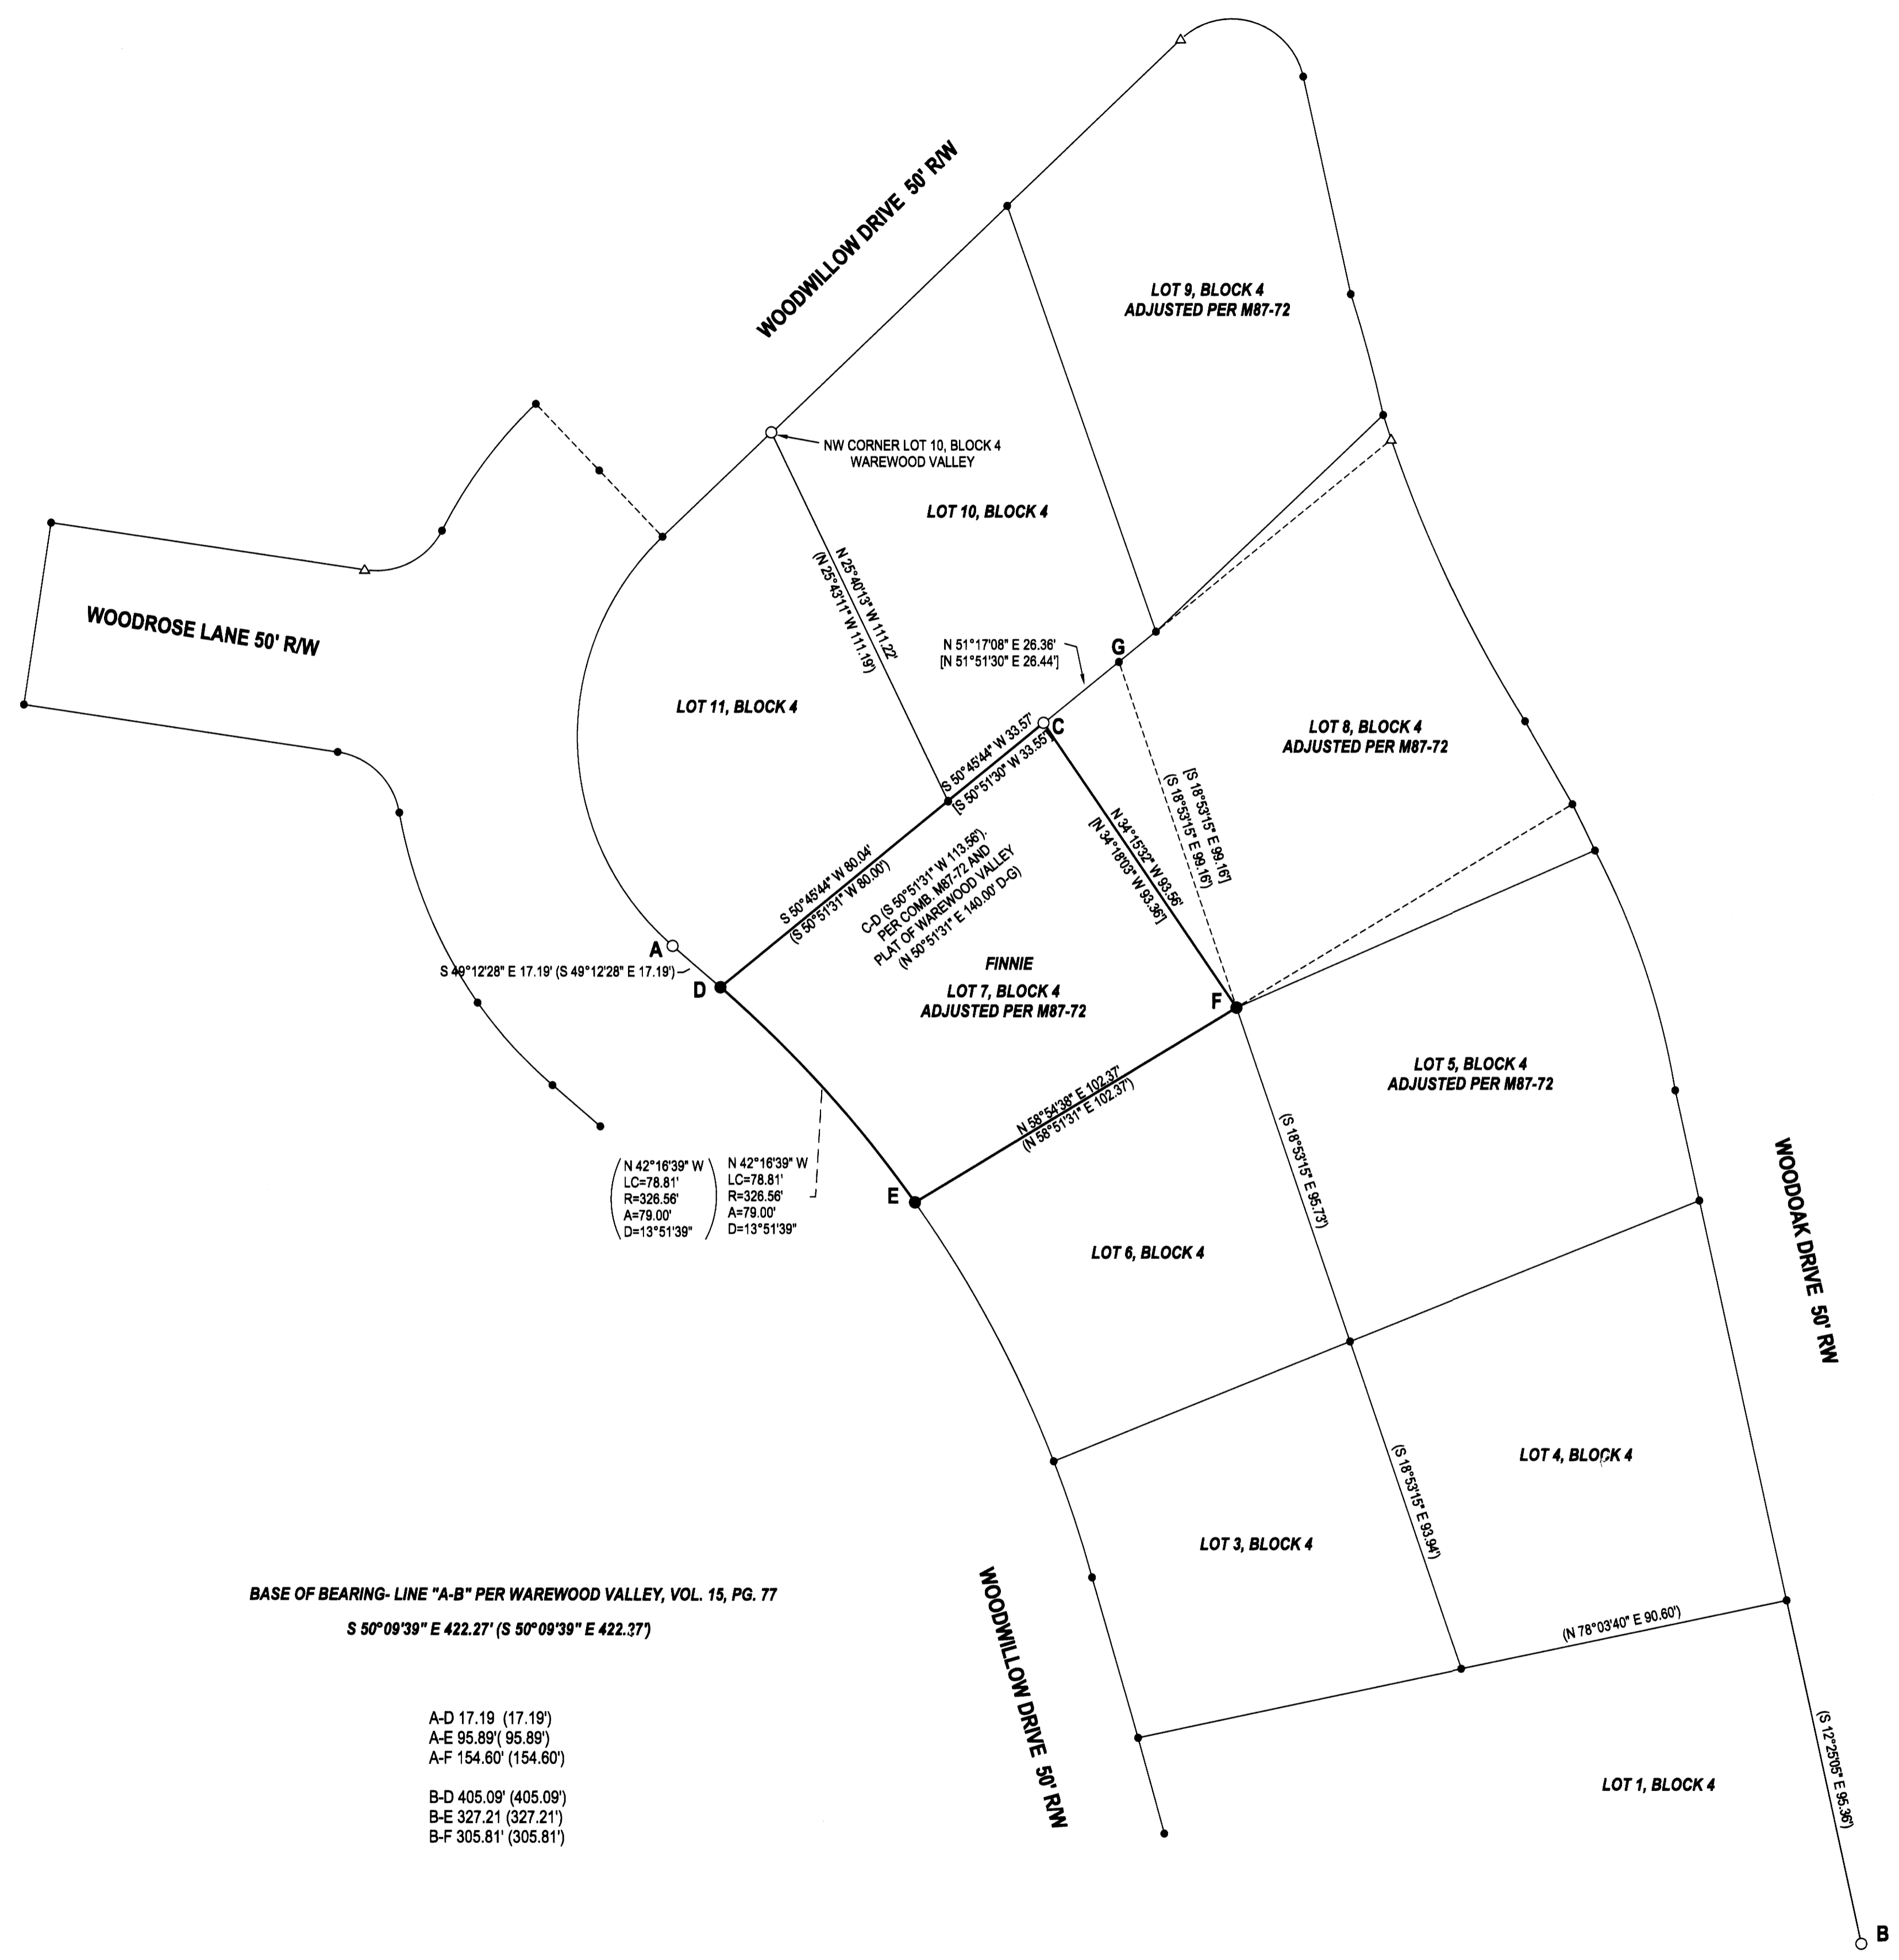 WOODWILLOW DRIVE 50' R/W
LOT 9, BLOCK 4
ADJUSTED PER M87-72
NW CORNER LOT 10, BLOCK 4
WAREWOOD VALLEY
LOT 10, BLOCK 4
N 25°40'13" W 111.22'
(N 25°43'11" W 111.19')
WOODROSE LANE 50' R/W
N 51°17'08" E 26.36'
[N 51°51'30" E 26.44']
G
LOT 11, BLOCK 4
C
LOT 8, BLOCK 4
ADJUSTED PER M87-72
S 50°45'44" W 33.57'
[S 50°51'30" W 33.55']
[S 18°53'15" E 99.16']
(S 18°53'15" E 99.16')
N 34°15'32" W 93.56'
[N 34°18'03" W 93.36']
S 50°45'44" W 80.04'
(S 50°51'31" W 80.00')
C-D (S 50°51'31" W 113.56').
PER COMB. M87-72 AND
PLAT OF WAREWOOD VALLEY
(N 50°51'31" E 140.00' D-G)
A
S 49°12'28" E 17.19' (S 49°12'28" E 17.19')
D
FINNIE
LOT 7, BLOCK 4
ADJUSTED PER M87-72
F
LOT 5, BLOCK 4
ADJUSTED PER M87-72
N 58°54'38" E 102.37'
(N 58°51'31" E 102.37')
(S 18°53'15" E 95.73')
N 42°16'39" W
LC=78.81'
R=326.56'
A=79.00'
D=13°51'39"
N 42°16'39" W
LC=78.81'
R=326.56'
A=79.00'
D=13°51'39"
E
LOT 6, BLOCK 4
WOODOAK DRIVE 50' RW
LOT 4, BLOCK 4
(S 18°53'15" E 93.94')
LOT 3, BLOCK 4
WOODWILLOW DRIVE 50' R/W
(N 78°03'40" E 90.60')
BASE OF BEARING- LINE "A-B" PER WAREWOOD VALLEY, VOL. 15, PG. 77
S 50°09'39" E 422.27' (S 50°09'39" E 422.27')
A-D 17.19 (17.19')
A-E 95.89'( 95.89')
A-F 154.60' (154.60')
B-D 405.09' (405.09')
B-E 327.21 (327.21')
B-F 305.81' (305.81')
LOT 1, BLOCK 4
(S 12°25'05" E 95.36')
B